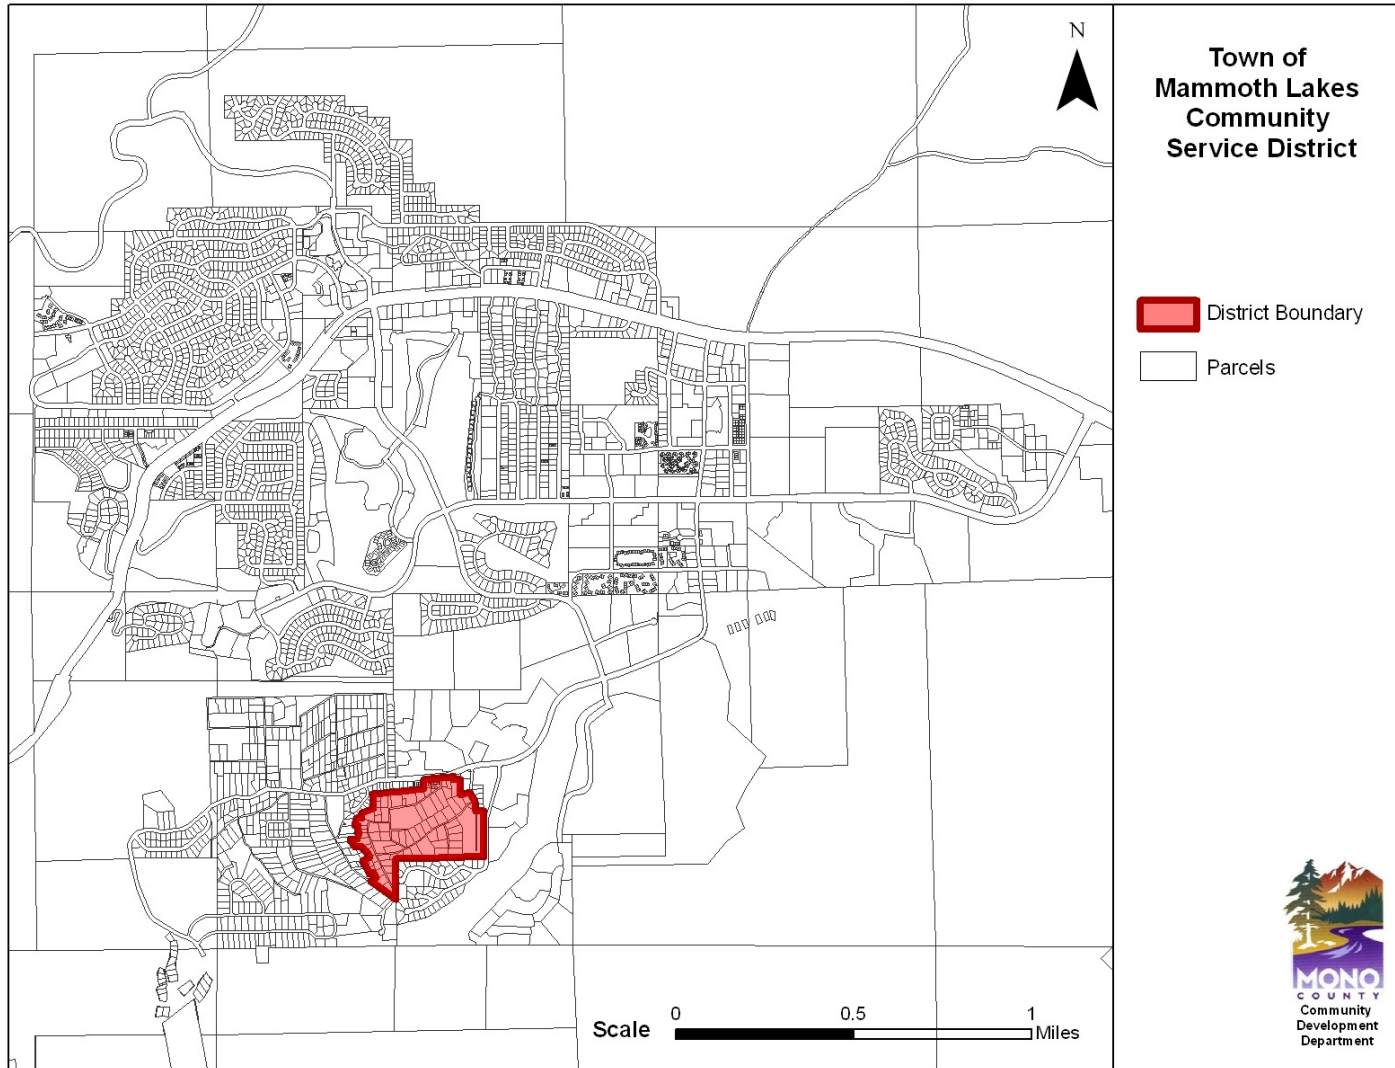 N
Town of
Mammoth Lakes
Community
Service District
District Boundary
Parcels
MONO
COUNTY
Community
Development
Department
Scale
0 0.5 1
Miles